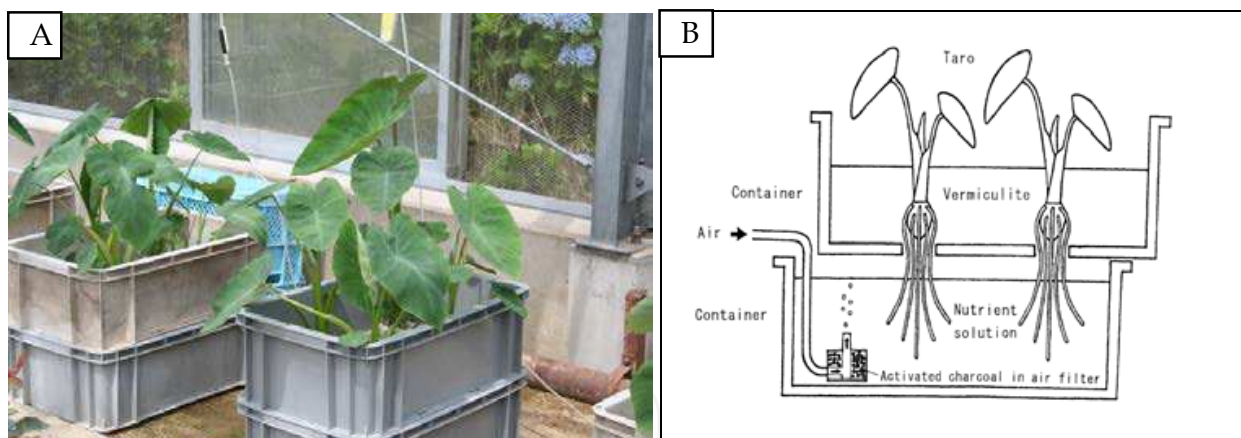 A
B
Taro
Container
Vermiculite
Air
Container
Nutrient
solution
Activated charcoal in air filter